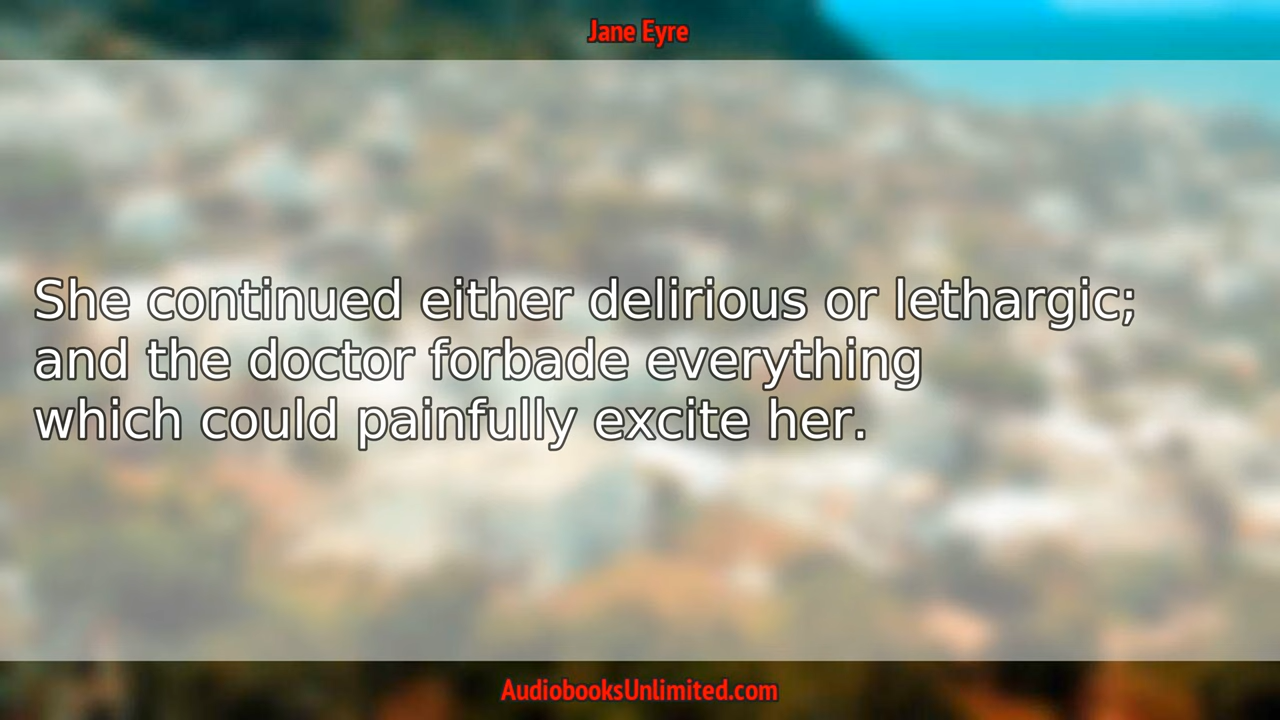 Jane Eyre
She continued either delirious or lethargic;
and the doctor forbade everything
which could painfully excite her.
AudiobooksUnlimited.com